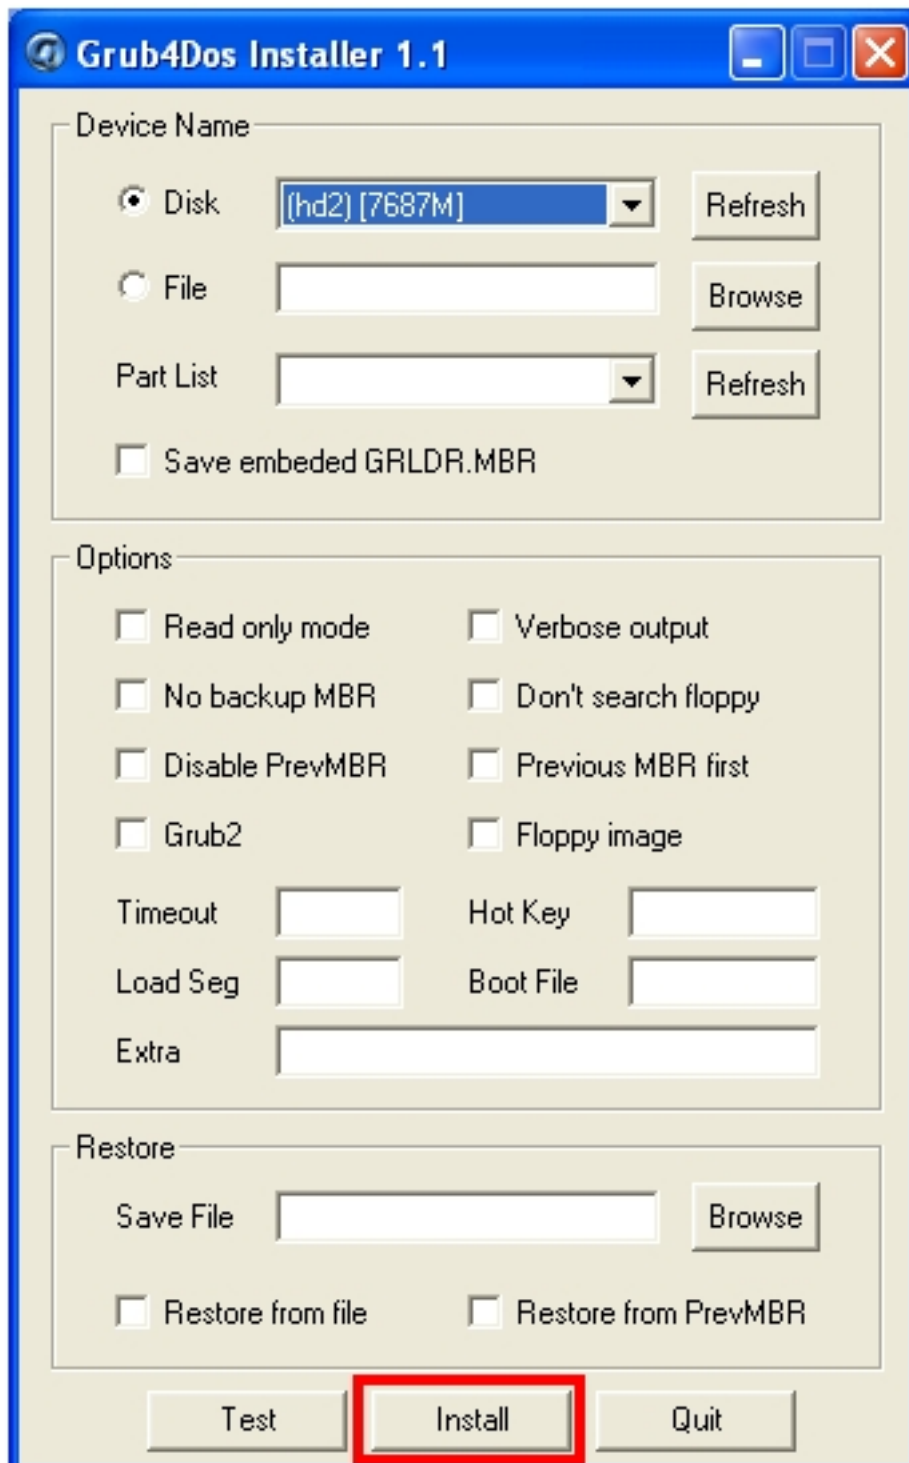 Grub4Dos Installer 1.1
Device Name
Disk (hd2) [7687M] Refresh
File Browse
Part List Refresh
Save embeded GRLDR.MBR
Options
Read only mode Verbose output
No backup MBR Don't search floppy
Disable PrevMBR Previous MBR first
Grub2 Floppy image
Timeout Hot Key
Load Seg Boot File
Extra
Restore
Save File Browse
Restore from file Restore from PrevMBR
Test Install Quit